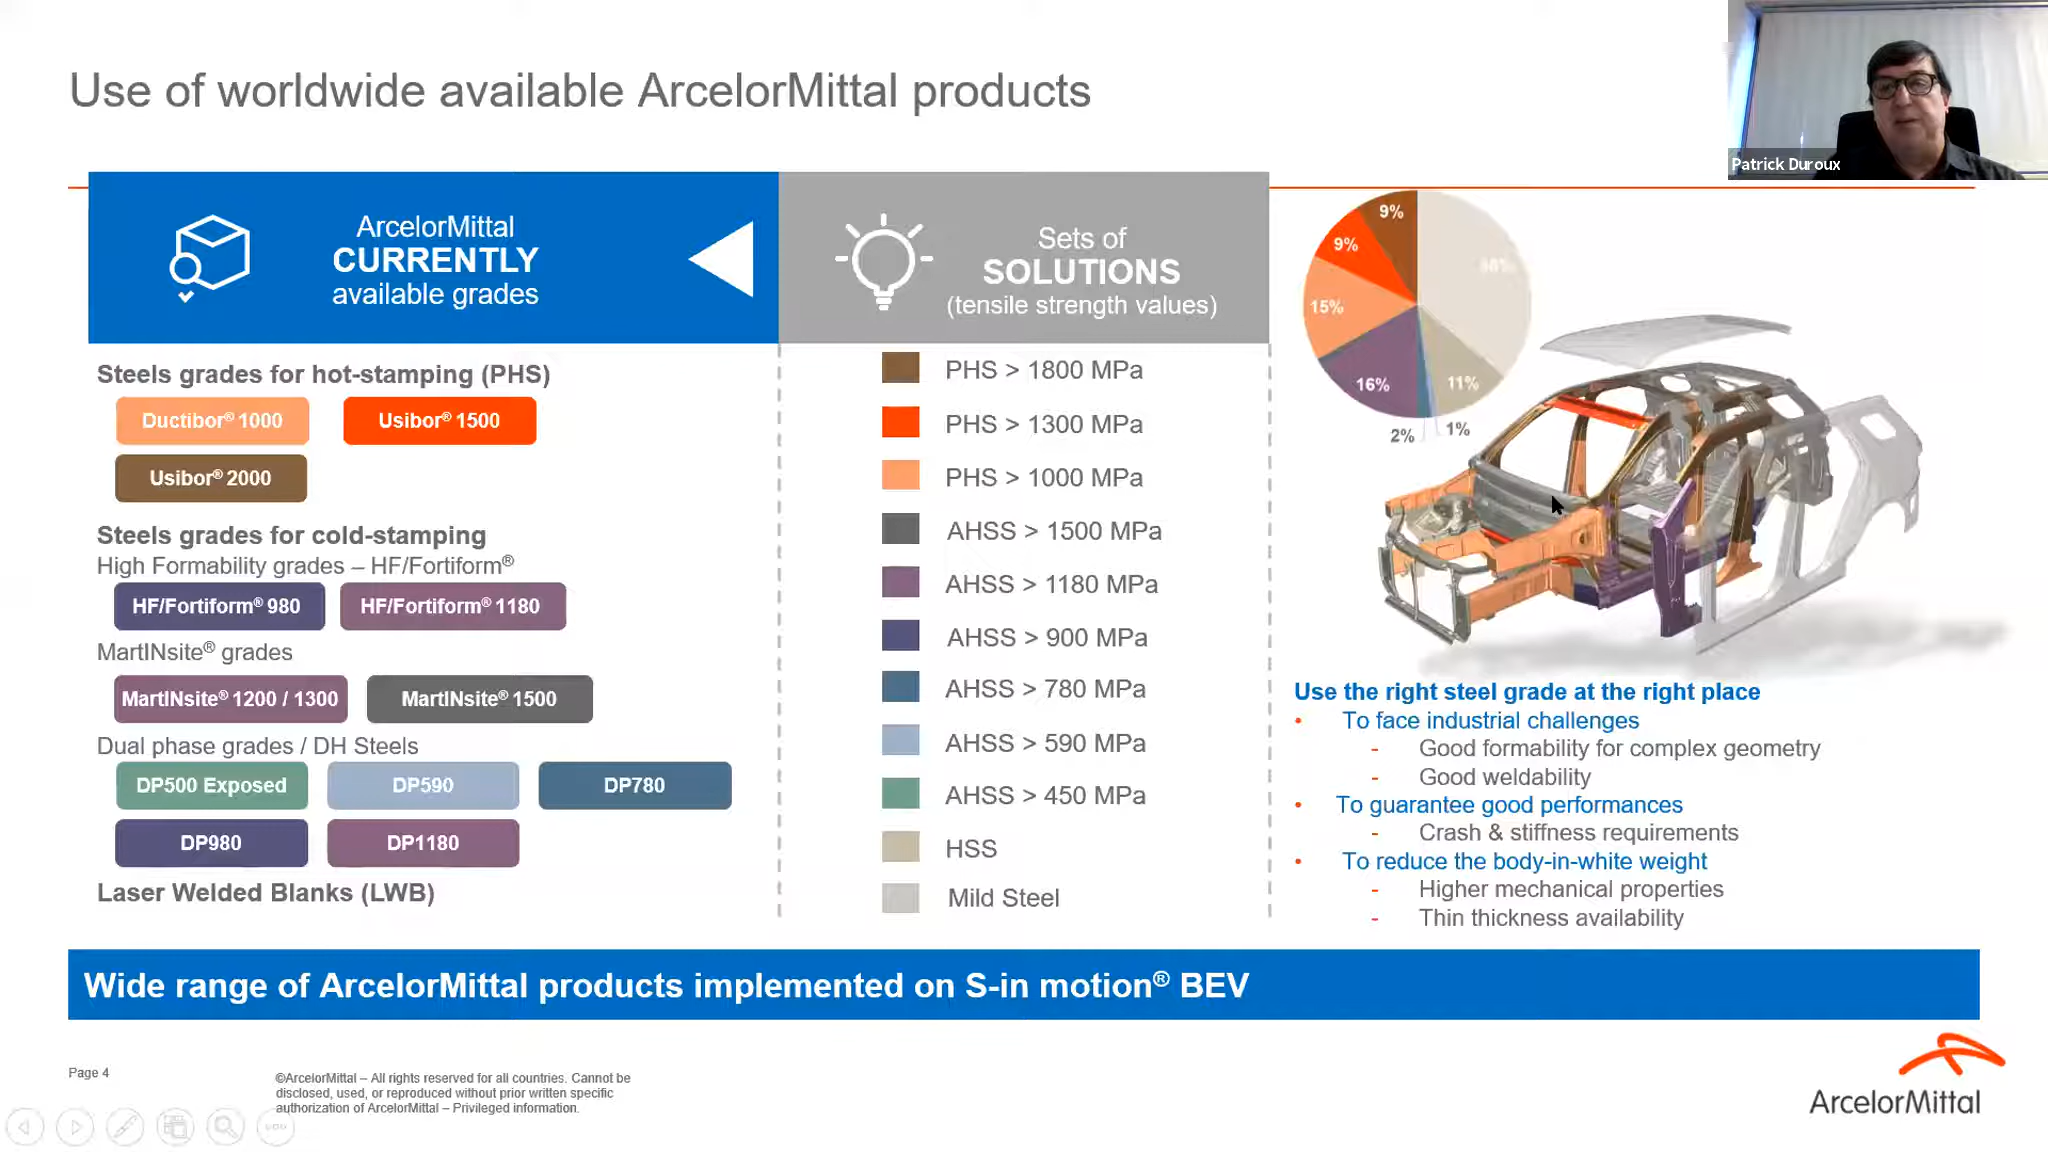 Use of worldwide available ArcelorMittal products
Patrick Duroux
ArcelorMittal
CURRENTLY
available grades
Sets of
SOLUTIONS
(tensile strength values)
Steels grades for hot-stamping (PHS)
Ductibor® 1000
Usibor® 1500
Usibor® 2000
Steels grades for cold-stamping
High Formability grades – HF/Fortiform®
HF/Fortiform® 980
HF/Fortiform® 1180
MartINsite® grades
MartINsite® 1200 / 1300
MartINsite® 1500
Dual phase grades / DH Steels
DP500 Exposed
DP590
DP780
DP980
DP1180
Laser Welded Blanks (LWB)
PHS > 1800 MPa
PHS > 1300 MPa
PHS > 1000 MPa
AHSS > 1500 MPa
AHSS > 1180 MPa
AHSS > 900 MPa
AHSS > 780 MPa
AHSS > 590 MPa
AHSS > 450 MPa
HSS
Mild Steel
9%
9%
15%
16%
11%
2%
1%
Use the right steel grade at the right place
• To face industrial challenges
- Good formability for complex geometry
- Good weldability
• To guarantee good performances
- Crash & stiffness requirements
• To reduce the body-in-white weight
- Higher mechanical properties
- Thin thickness availability
Wide range of ArcelorMittal products implemented on S-in motion® BEV
Page 4
©ArcelorMittal – All rights reserved for all countries. Cannot be
disclosed, used, or reproduced without prior written specific
authorization of ArcelorMittal – Privileged information.
ArcelorMittal